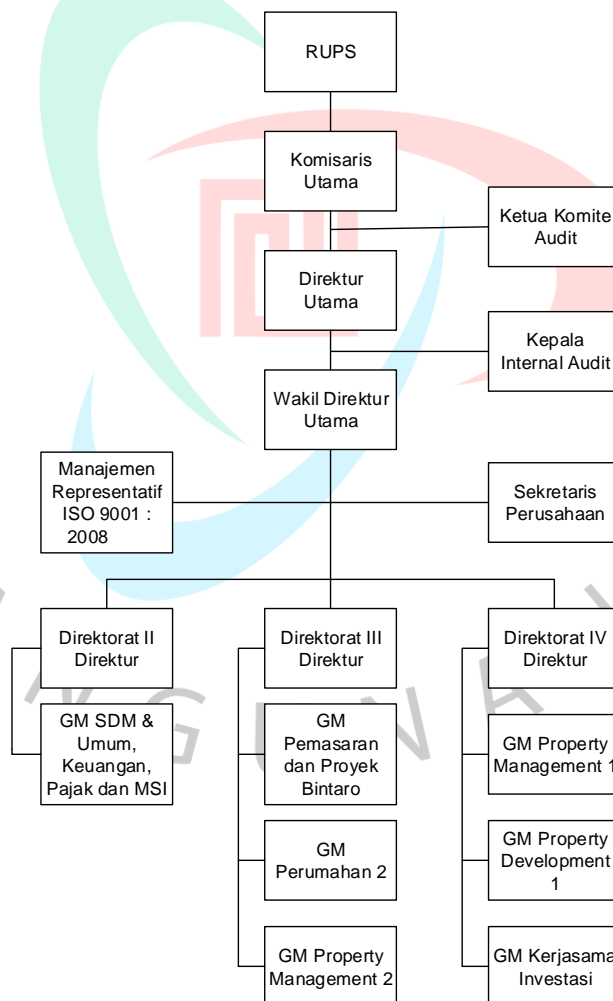 RUPS
Komisaris
Utama
Ketua Komite
Audit
Direktur
Utama
Kepala
Internal Audit
Wakil Direktur
Utama
Manajemen
Representatif
ISO 9001 :
2008
Sekretaris
Perusahaan
Direktorat II
Direktur
Direktorat III
Direktur
Direktorat IV
Direktur
GM SDM &
Umum,
Keuangan,
Pajak dan MSI
GM
Pemasaran
dan Proyek
Bintaro
GM Property
Management 1
GM
Perumahan 2
GM Property
Development
1
GM Property
Management 2
GM Kerjasama
Investasi